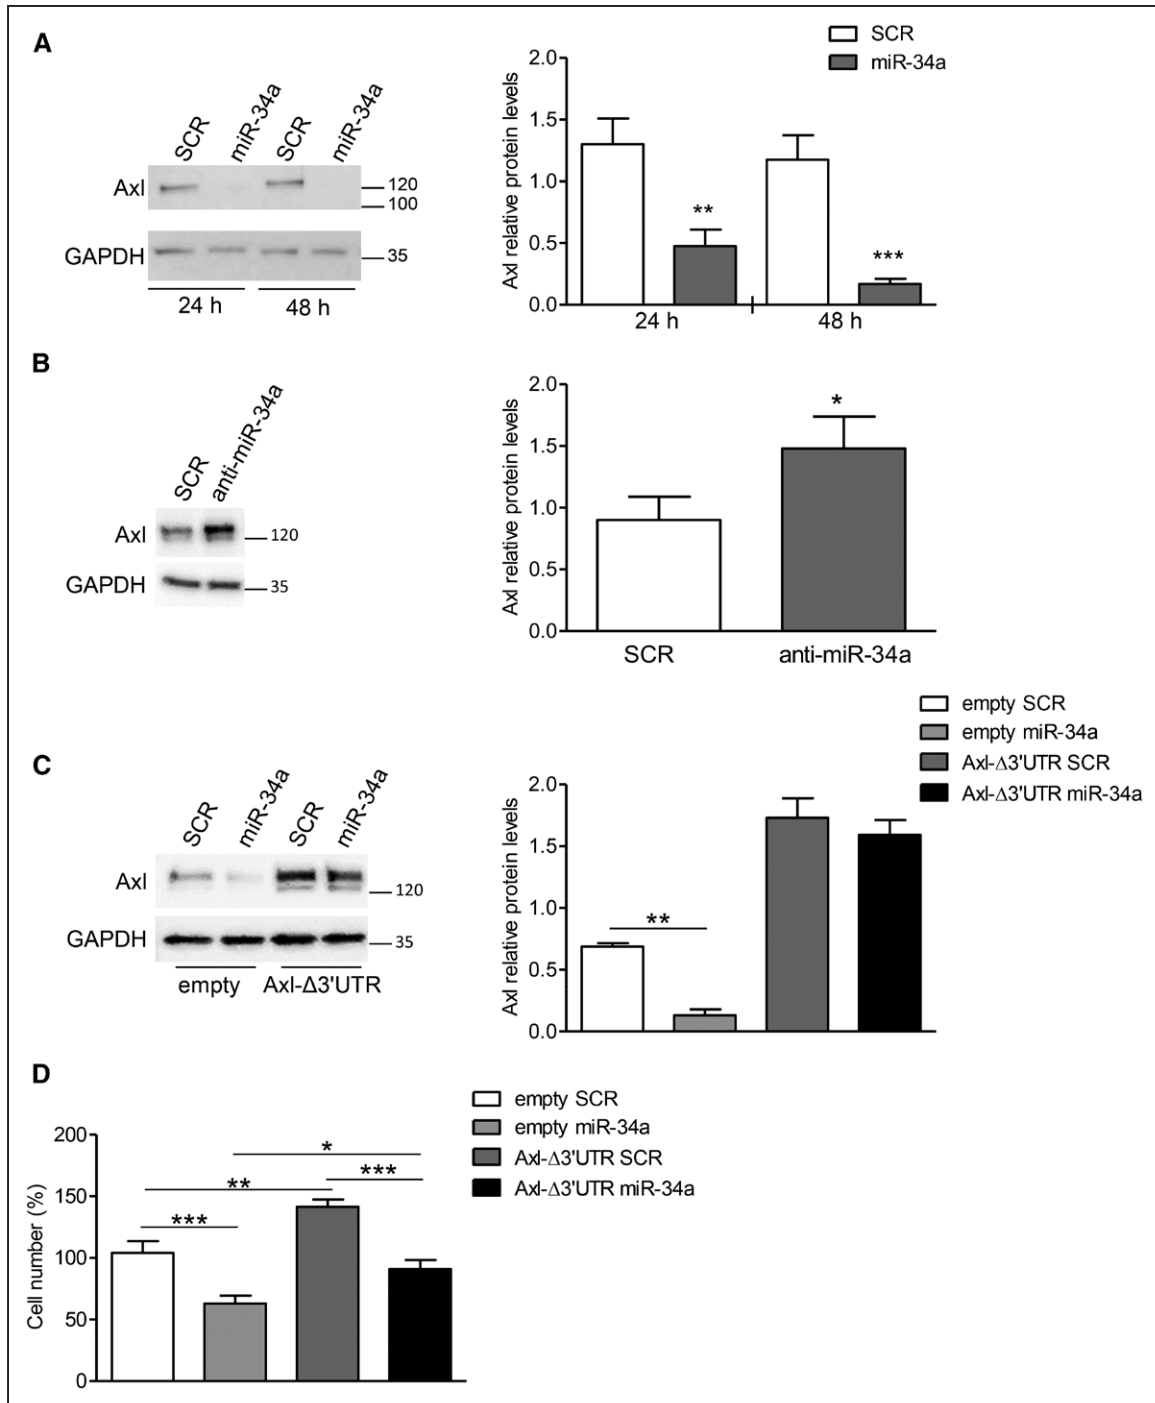 A
SCR
miR-34a
SCR
miR-34a
Axl
120
100
GAPDH
35
24 h
48 h
SCR
miR-34a
Axl relative protein levels
2.0
1.5
1.0
0.5
0.0
**
***
24 h
48 h
B
SCR
anti-miR-34a
Axl
120
GAPDH
35
Axl relative protein levels
2.0
1.5
1.0
0.5
0.0
*
SCR
anti-miR-34a
C
SCR
miR-34a
SCR
miR-34a
Axl
120
GAPDH
35
empty
Axl-Δ3'UTR
empty SCR
empty miR-34a
Axl-Δ3'UTR SCR
Axl-Δ3'UTR miR-34a
Axl relative protein levels
2.0
1.5
1.0
0.5
0.0
**
D
empty SCR
empty miR-34a
Axl-Δ3'UTR SCR
Axl-Δ3'UTR miR-34a
Cell number (%)
200
150
100
50
0
*
***
**
***